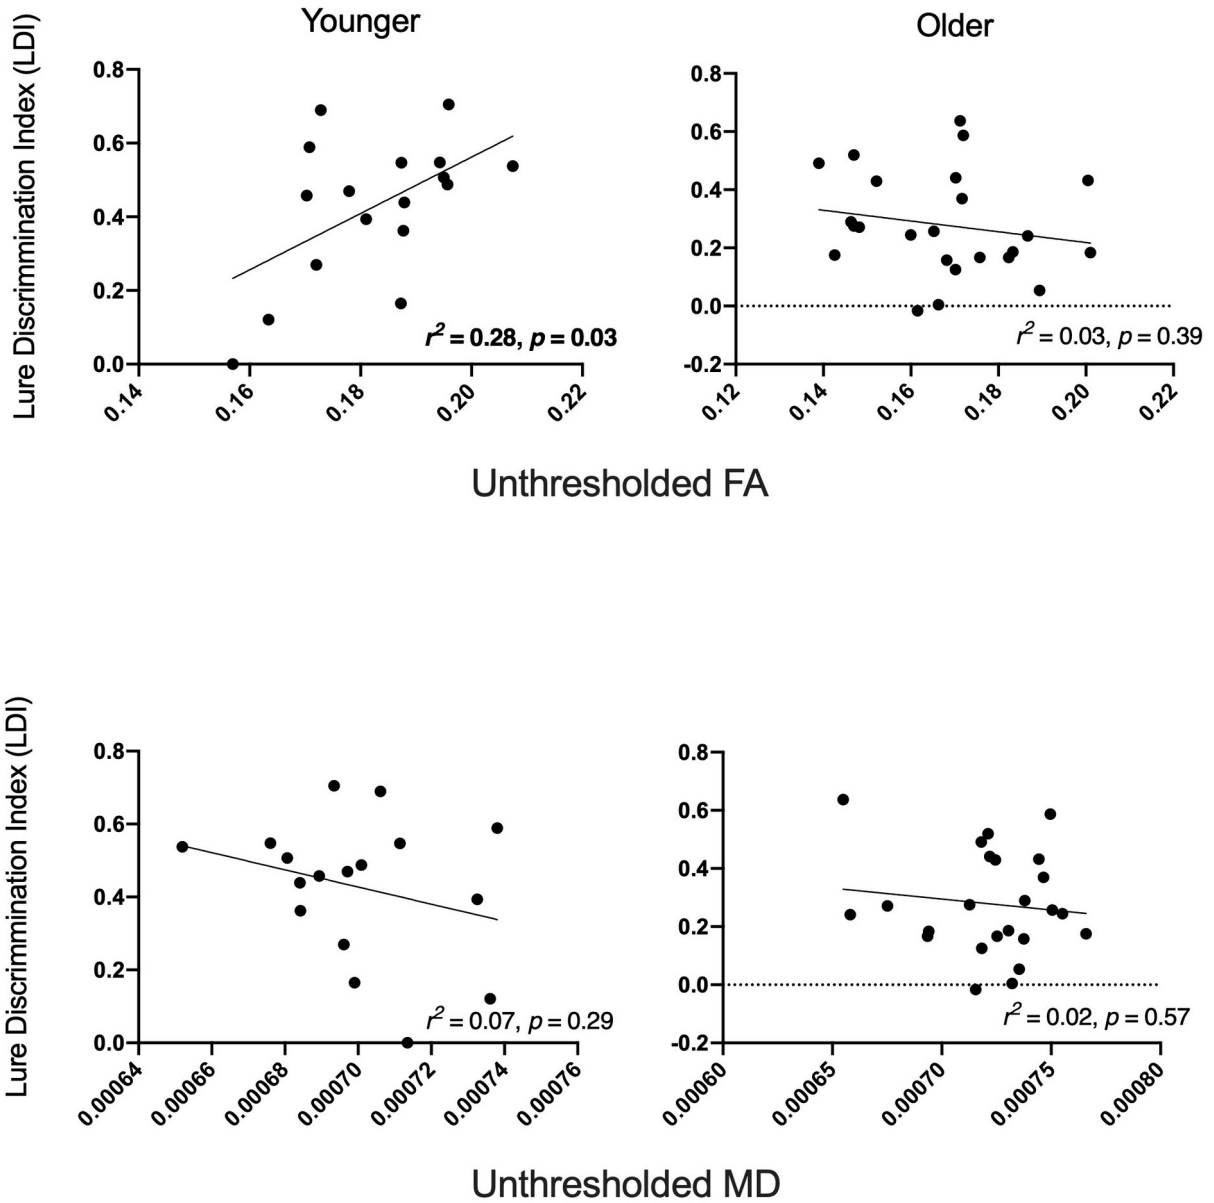 Younger
Older
Lure Discrimmination Index (LDI)
0.8
0.6
0.4
0.2
0.0
r² = 0.28, p = 0.03
0.14 0.16 0.18 0.20 0.22
0.8
0.6
0.4
0.2
0.0
-0.2
r² = 0.03, p = 0.39
0.12 0.14 0.16 0.18 0.20 0.22
Unthresholded FA
Lure Discrimmination Index (LDI)
0.8
0.6
0.4
0.2
0.0
r² = 0.07, p = 0.29
0.00064 0.00066 0.00068 0.00070 0.00072 0.00074 0.00076
0.8
0.6
0.4
0.2
0.0
-0.2
r² = 0.02, p = 0.57
0.00060 0.00065 0.00070 0.00075 0.00080
Unthresholded MD